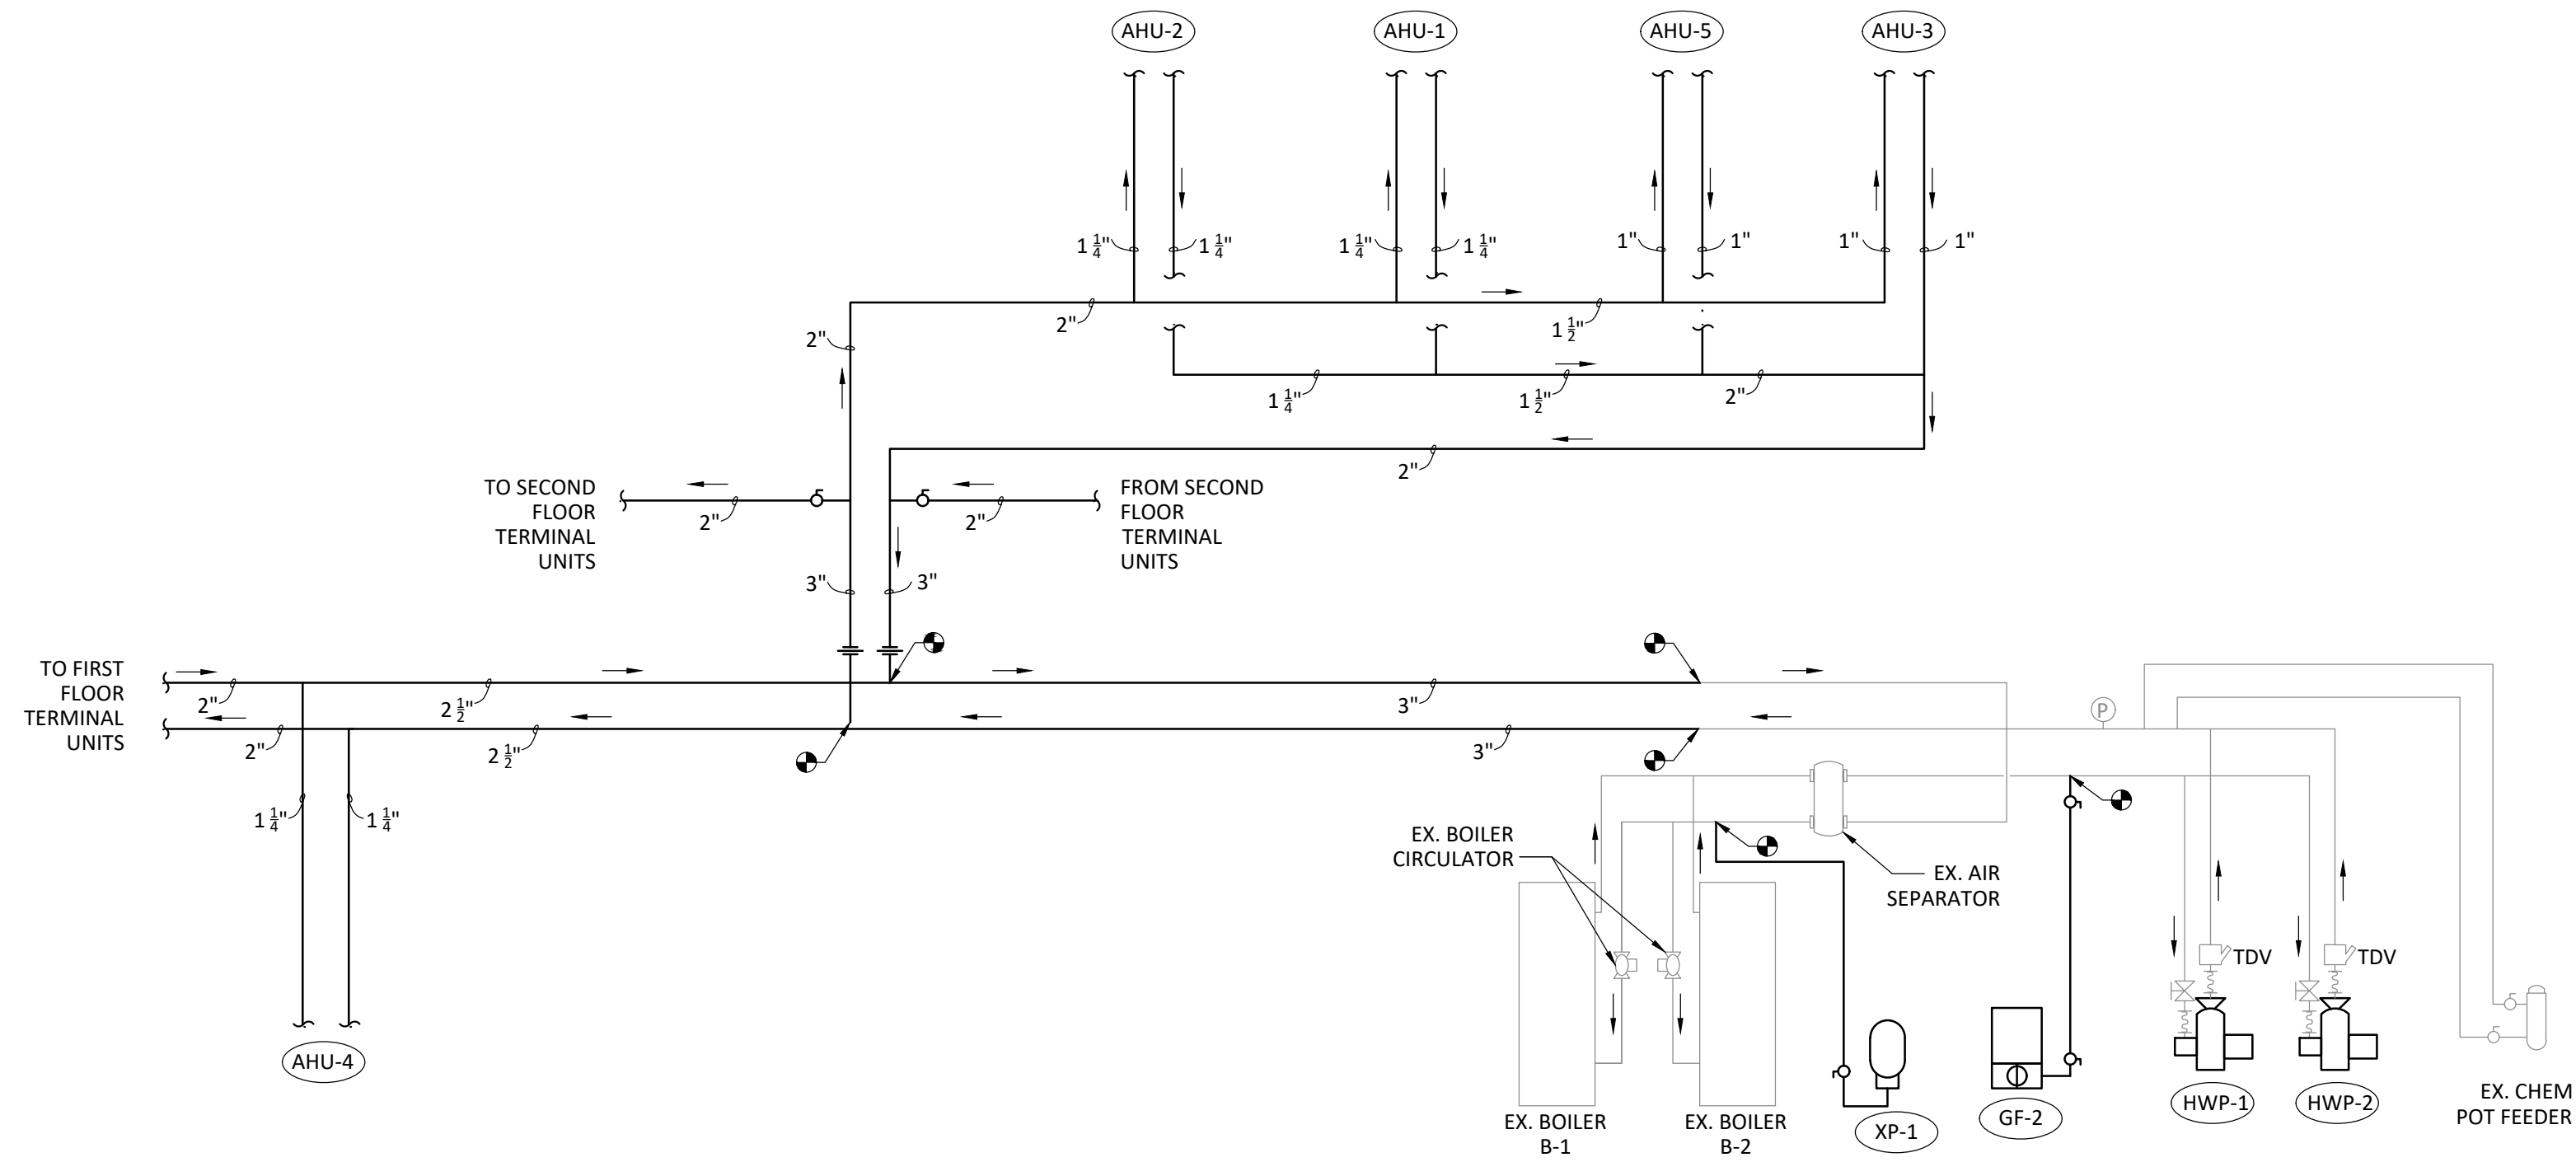 AHU-2
AHU-1
AHU-5
AHU-3
1 1/4"
1 1/4"
1 1/4"
1 1/4"
1"
1"
1"
1"
2"
2"
1 1/2"
1 1/4"
1 1/2"
2"
2"
TO SECOND
FLOOR
TERMINAL
UNITS
2"
2"
FROM SECOND
FLOOR
TERMINAL
UNITS
3"
3"
TO FIRST
FLOOR
TERMINAL
UNITS
2"
2 1/2"
3"
2"
2 1/2"
3"
P
1 1/4"
1 1/4"
AHU-4
EX. BOILER
CIRCULATOR
EX. AIR
SEPARATOR
TDV
TDV
EX. BOILER
B-1
EX. BOILER
B-2
XP-1
GF-2
HWP-1
HWP-2
EX. CHEM
POT FEEDER